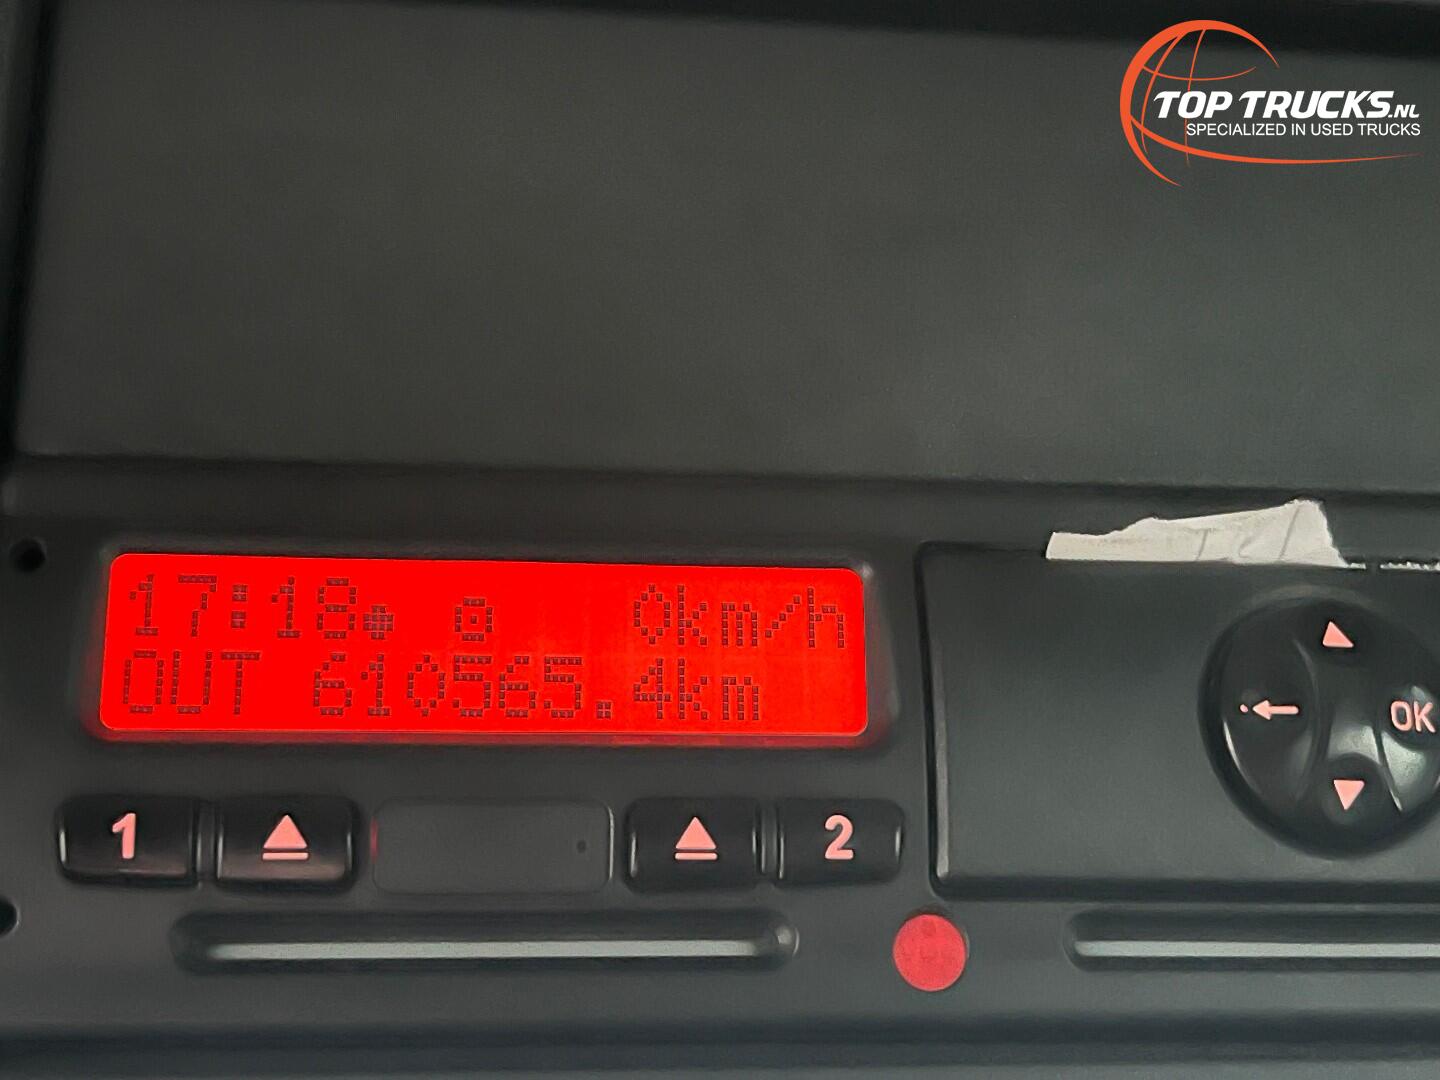 TOP TRUCKS.NL
SPECIALIZED IN USED TRUCKS
17:18 0km/h
OUT 610565.4km
OK
1 2